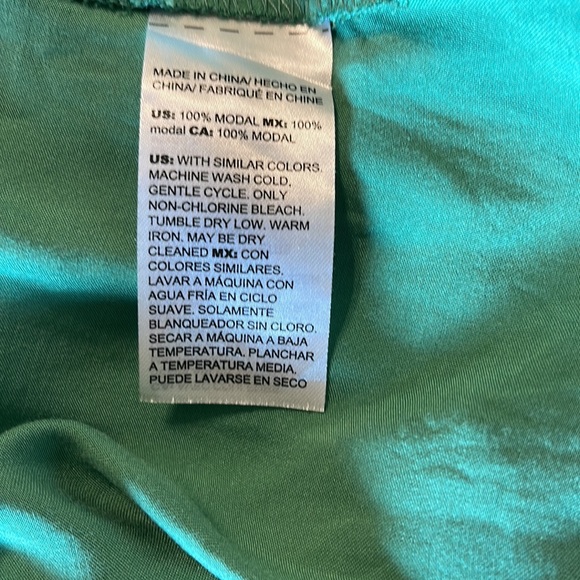 MADE IN CHINA/ HECHO EN
CHINA/ FABRIQUÉ EN CHINE
US: 100% MODAL MX: 100%
modal CA: 100% MODAL
US: WITH SIMILAR COLORS.
MACHINE WASH COLD,
GENTLE CYCLE. ONLY
NON-CHLORINE BLEACH.
TUMBLE DRY LOW. WARM
IRON. MAY BE DRY
CLEANED MX: CON
COLORES SIMILARES,
LAVAR A MÁQUINA CON
AGUA FRÍA EN CICLO
SUAVE. SOLAMENTE
BLANQUEADOR SIN CLORO.
SECAR A MÁQUINA A BAJA
TEMPERATURA. PLANCHAR
A TEMPERATURA MEDIA.
PUEDE LAVARSE EN SECO